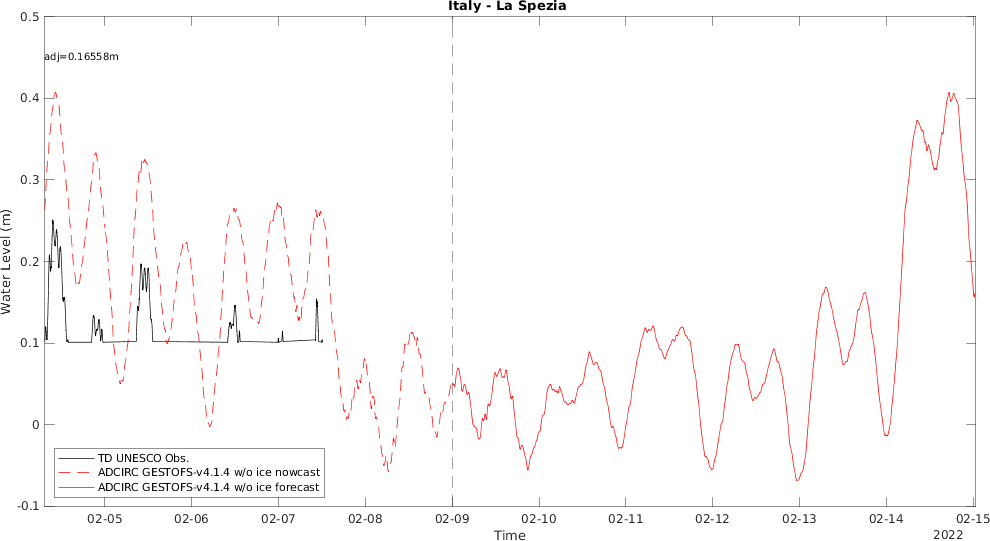 Italy - La Spezia
adj=0.16558m
Water Level (m)
0.5
0.4
0.3
0.2
0.1
0
-0.1
TD UNESCO Obs.
ADCIRC GESTOFS-v4.1.4 w/o ice nowcast
ADCIRC GESTOFS-v4.1.4 w/o ice forecast
02-05 02-06 02-07 02-08 02-09 02-10 02-11 02-12 02-13 02-14 02-15
Time
2022